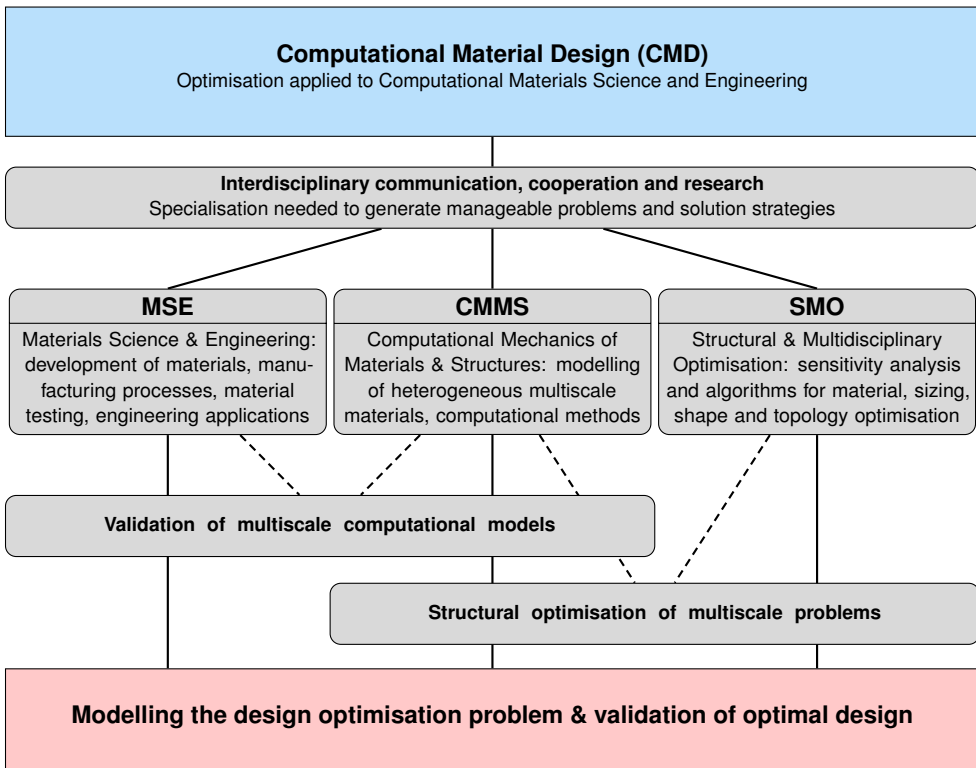 Computational Material Design (CMD)
Optimisation applied to Computational Materials Science and Engineering
Interdisciplinary communication, cooperation and research
Specialisation needed to generate manageable problems and solution strategies
MSE
Materials Science & Engineering:
development of materials, manu-
facturing processes, material
testing, engineering applications
CMMS
Computational Mechanics of
Materials & Structures: modelling
of heterogeneous multiscale
materials, computational methods
SMO
Structural & Multidisciplinary
Optimisation: sensitivity analysis
and algorithms for material, sizing,
shape and topology optimisation
Validation of multiscale computational models
Structural optimisation of multiscale problems
Modelling the design optimisation problem & validation of optimal design